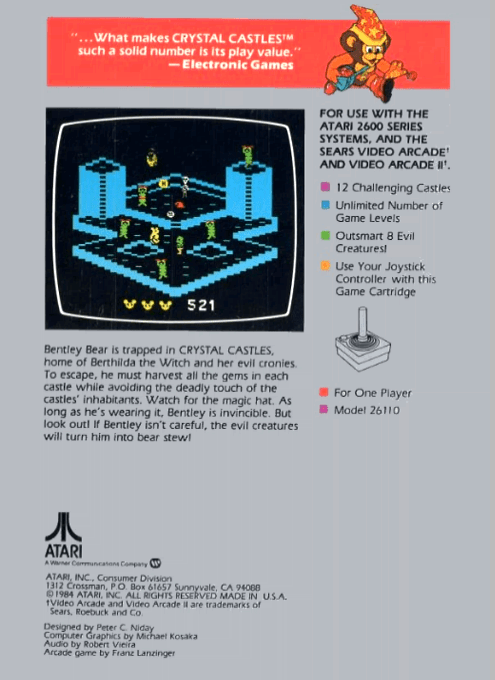 "...What makes CRYSTAL CASTLES™
such a solid number is its play value."
— Electronic Games
FOR USE WITH THE
ATARI 2600 SERIES
SYSTEMS, AND THE
SEARS VIDEO ARCADE†
AND VIDEO ARCADE II†.
12 Challenging Castles
Unlimited Number of
Game Levels
Outsmart 8 Evil
Creatures!
Use Your Joystick
Controller with this
Game Cartridge
For One Player
Model 26110
521
Bentley Bear is trapped in CRYSTAL CASTLES,
home of Berthilda the Witch and her evil cronies.
To escape, he must harvest all the gems in each
castle while avoiding the deadly touch of the
castles' inhabitants. Watch for the magic hat. As
long as he's wearing it, Bentley is invincible. But
look out! If Bentley isn't careful, the evil creatures
will turn him into bear stew!
ATARI
A Warner Communications Company
ATARI, INC., Consumer Division
1312 Crossman, P.O. Box 61657 Sunnyvale, CA 94088
©1984 ATARI, INC. ALL RIGHTS RESERVED MADE IN U.S.A.
†Video Arcade and Video Arcade II are trademarks of
Sears, Roebuck and Co.
Designed by Peter C. Niday
Computer Graphics by Michael Kosaka
Audio by Robert Vieira
Arcade game by Franz Lanzinger